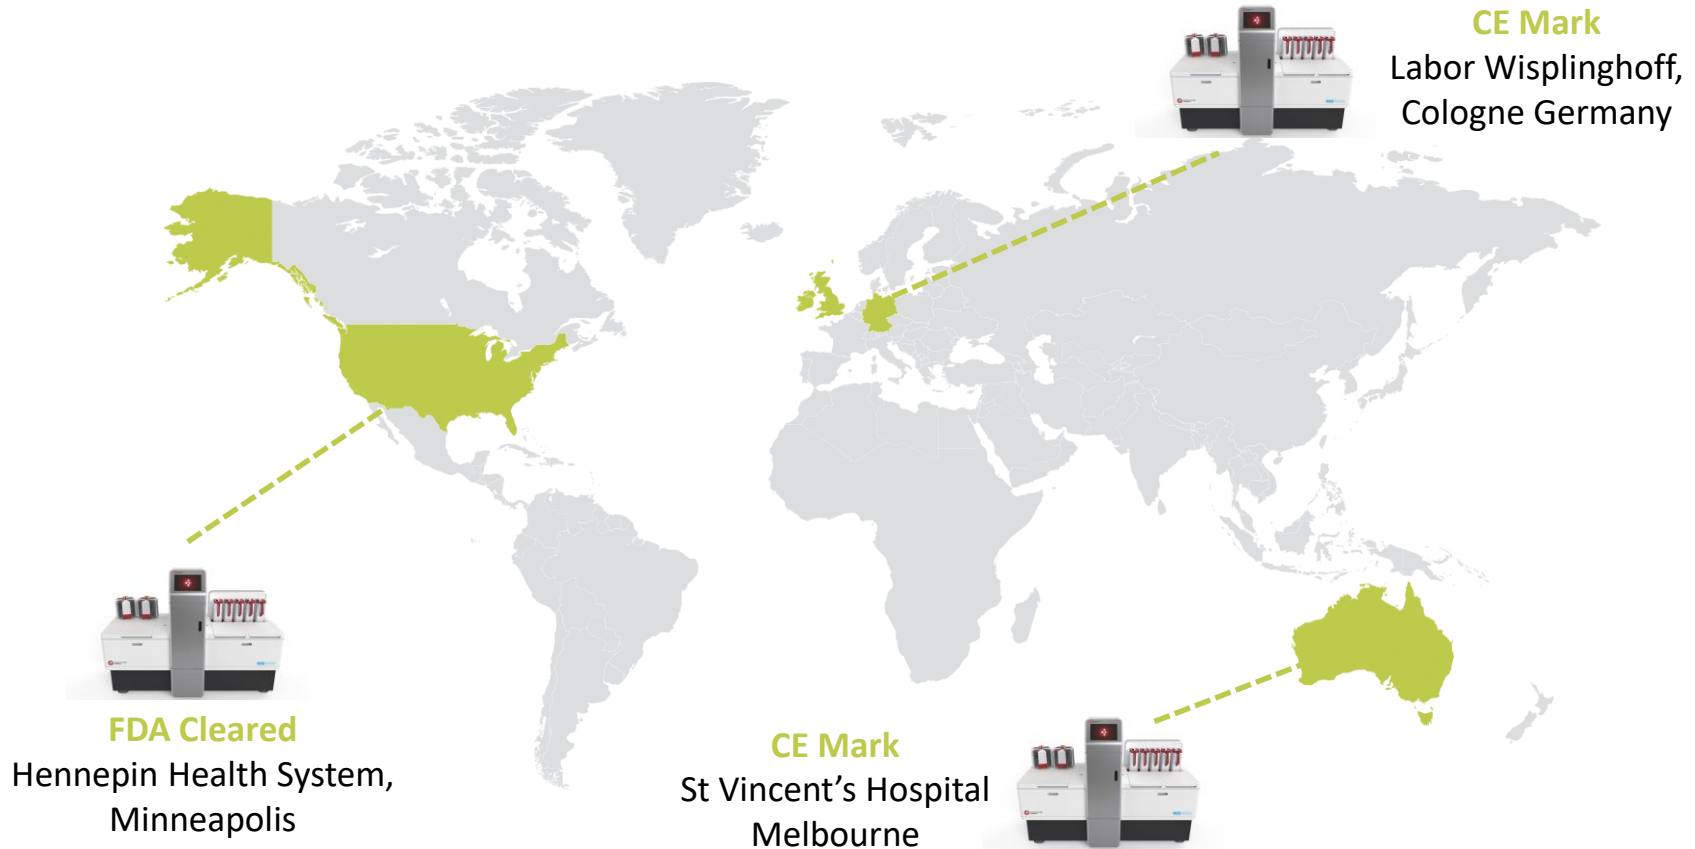 CE Mark
Labor Wisplinghoff,
Cologne Germany
FDA Cleared
Hennepin Health System,
Minneapolis
CE Mark
St Vincent’s Hospital
Melbourne